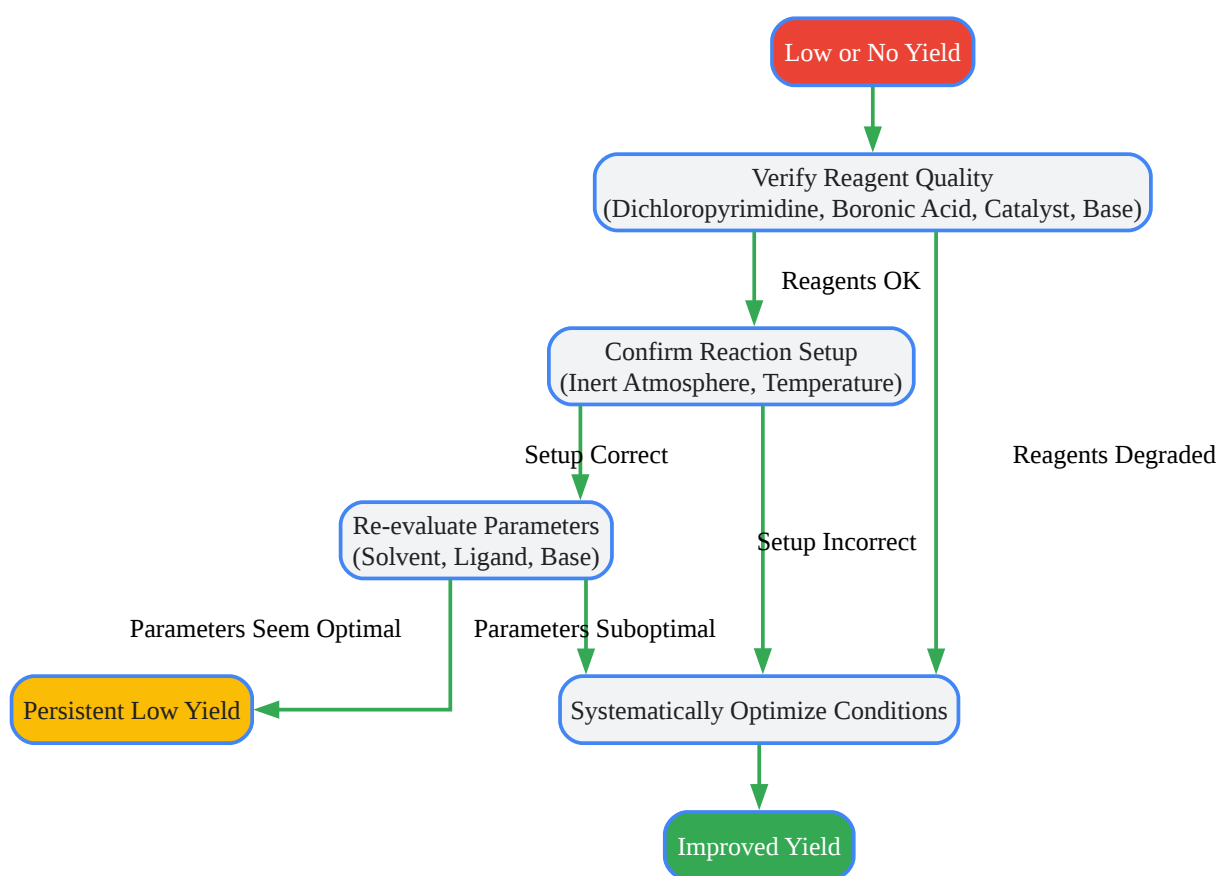 Low or No Yield
Verify Reagent Quality
(Dichloropyrimidine, Boronic Acid, Catalyst, Base)
Reagents OK
Confirm Reaction Setup
(Inert Atmosphere, Temperature)
Setup Correct
Reagents Degraded
Re-evaluate Parameters
(Solvent, Ligand, Base)
Setup Incorrect
Parameters Seem Optimal
Parameters Suboptimal
Persistent Low Yield
Systematically Optimize Conditions
Improved Yield